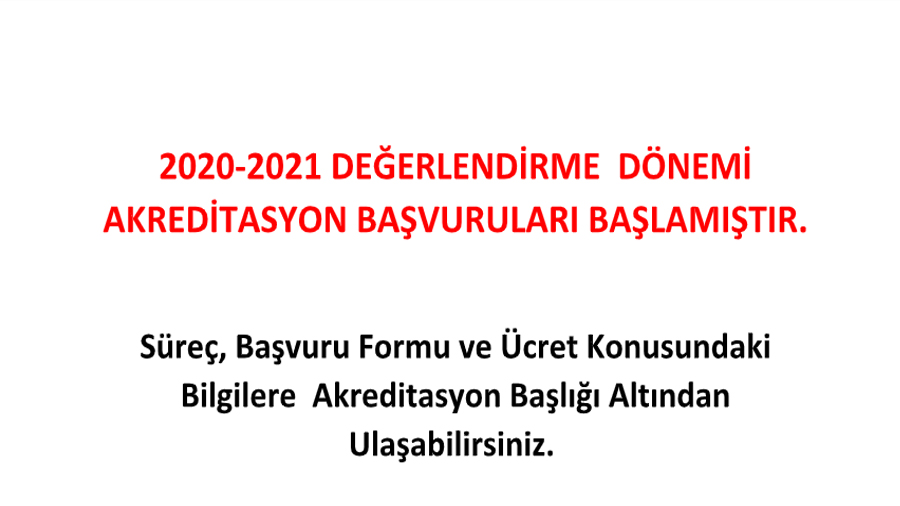 2020-2021 DEĞERLENDİRME  DÖNEMİ
AKREDİTASYON BAŞVURULARI BAŞLAMIŞTIR.
Süreç, Başvuru Formu ve Ücret Konusundaki
Bilgilere  Akreditasyon Başlığı Altından
Ulaşabilirsiniz.